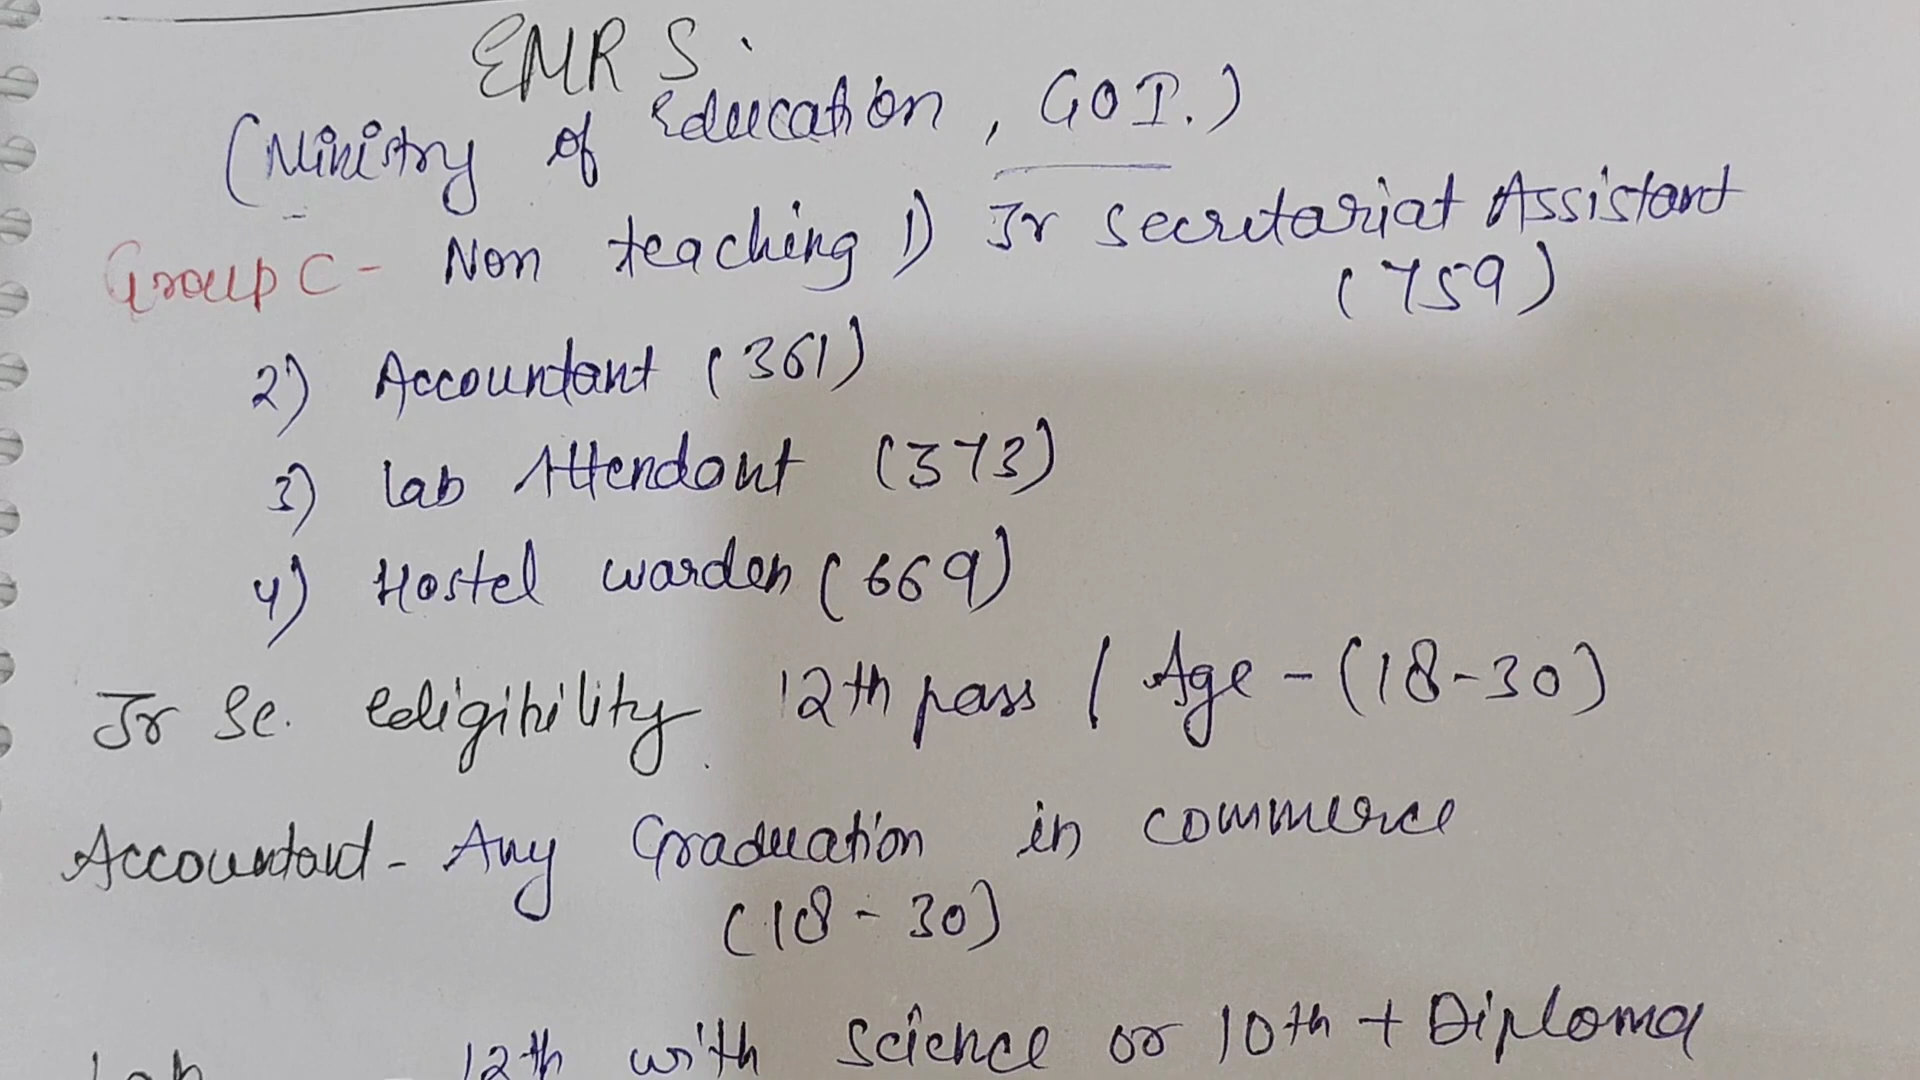 EMRS.
(Ministry of Education, GOI.)
Group C - Non teaching 1) Jr Secretariat Assistant
(759)
2) Accountant (361)
3) Lab Attendant (373)
4) Hostel warden (669)
Jr Se. eligibility 12th pass / Age - (18-30)
Accountant - Any Graduation in commerce
(18-30)
Lab 12th with Science or 10th + Diploma